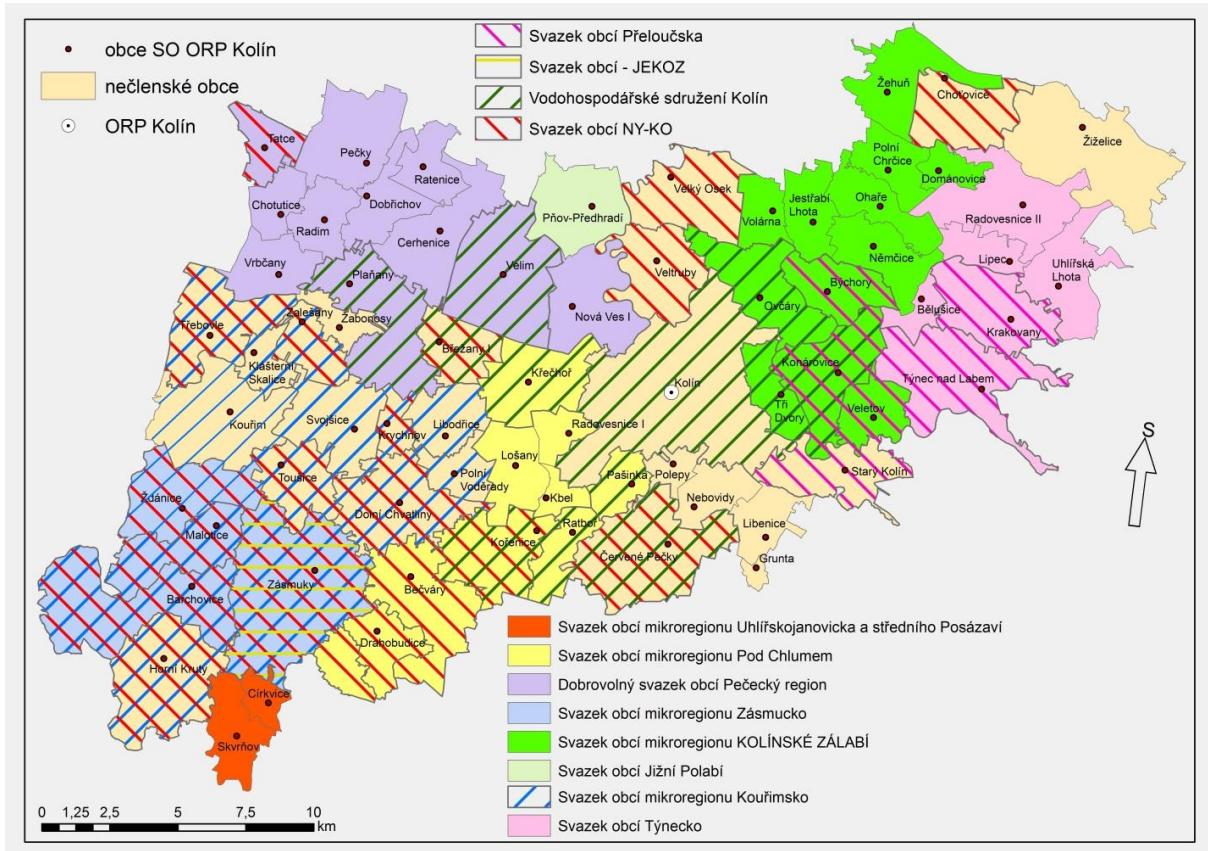 obce SO ORP Kolín
nečlenské obce
ORP Kolín
Svazek obcí Přeloučska
Svazek obcí - JEKOZ
Vodohospodářské sdružení Kolín
Svazek obcí NY-KO
Žehuň
Choťovice
Žiželice
Tatce
Pečky
Ratenice
Polní
Chrčice
Dománovice
Velký Osek
Chotutice
Dobřichov
Radim
Cerhenice
Pňov-Předhradí
Volárna
Jestřabí
Lhota
Ohaře
Radovesnice II
Vrbčany
Plaňany
Velim
Veltruby
Němčice
Lipec
Uhlířská
Lhota
Nová Ves I
Ovčáry
Býchory
Bělušice
Krakovany
Třebovle
Zalešany
Žabonosy
Břežany I
Klášterní
Skalice
Křečhoř
Kolín
Konárovice
Týnec nad Labem
Kouřim
Svojšice
Krychnov
Libodřice
Radovesnice I
Tři
Dvory
Veletov
Toušice
Lošany
Polní
Voděrady
Kbel
Pašinka
Polepy
Starý Kolín
Nebovidy
Ždánice
Malotice
Dolní Chvatliny
Kořenice
Ratboř
Červené Pečky
Libenice
Grunta
Zásmuky
Barchovice
Bečváry
Drahobudice
Horní Kruty
Církvice
Skvrňov
S
Svazek obcí mikroregionu Uhlířskojanovicka a středního Posázaví
Svazek obcí mikroregionu Pod Chlumem
Dobrovolný svazek obcí Pečecký region
Svazek obcí mikroregionu Zásmucko
Svazek obcí mikroregionu KOLÍNSKÉ ZÁLABÍ
Svazek obcí Jižní Polabí
Svazek obcí mikroregionu Kouřimsko
Svazek obcí Týnecko
0 1,25 2,5 5 7,5 10
km